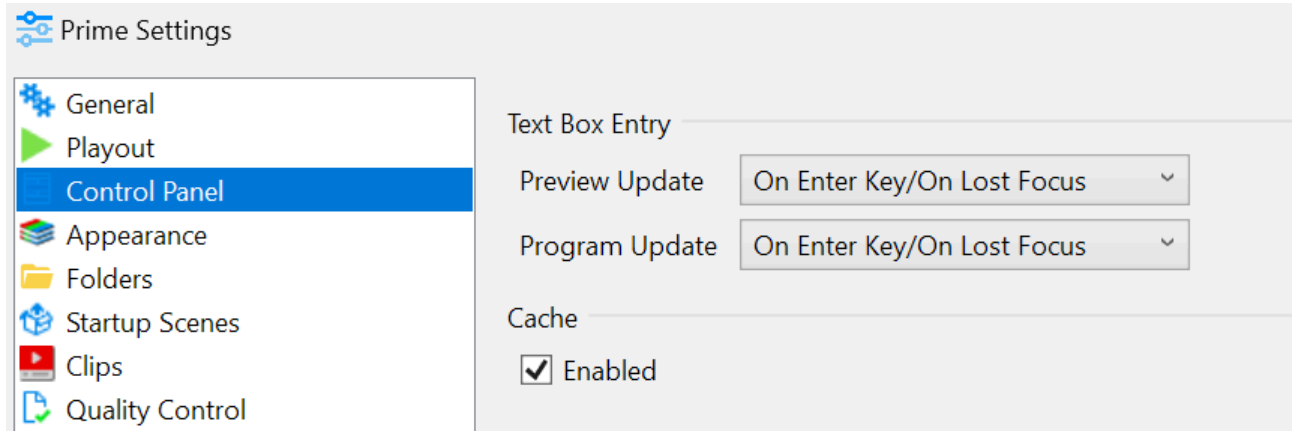 Prime Settings
General
Playout
Control Panel
Appearance
Folders
Startup Scenes
Clips
Quality Control
Text Box Entry
Preview Update On Enter Key/On Lost Focus
Program Update On Enter Key/On Lost Focus
Cache
Enabled